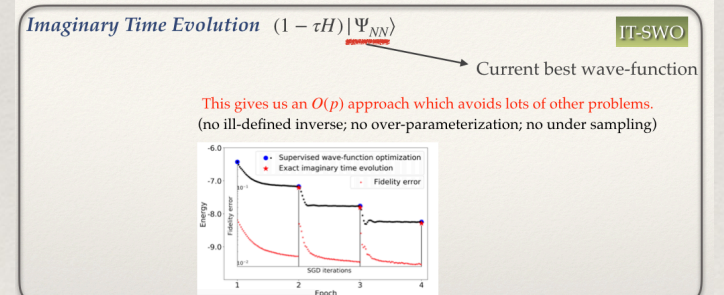 Imaginary Time Evolution (1 − τH)|Ψ_NN⟩
IT-SWO
Current best wave-function
This gives us an O(p) approach which avoids lots of other problems.
(no ill-defined inverse; no over-parameterization; no under sampling)
-6.0
Supervised wave-function optimization
Exact imaginary time evolution
Fidelity error
-7.0
10⁻¹
Energy
Fidelity error
-8.0
-9.0
SGD iterations
1 2 3 4
Epoch